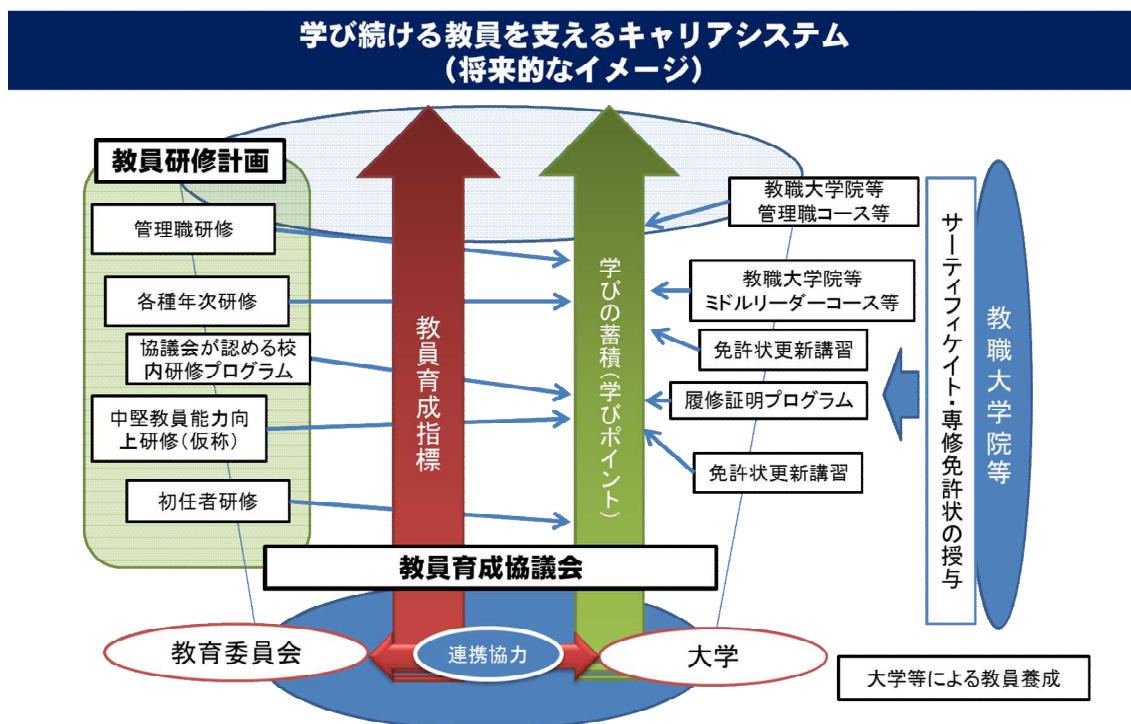 学び続ける教員を支えるキャリアシステム
(将来的なイメージ)
教員研修計画
管理職研修
各種年次研修
協議会が認める校
内研修プログラム
中堅教員能力向
上研修(仮称)
初任者研修
教員育成指標
学びの蓄積(学びポイント)
教職大学院等
管理職コース等
教職大学院等
ミドルリーダーコース等
免許状更新講習
履修証明プログラム
免許状更新講習
サーティフィケイト・専修免許状の授与
教職大学院等
教員育成協議会
教育委員会
連携協力
大学
大学等による教員養成